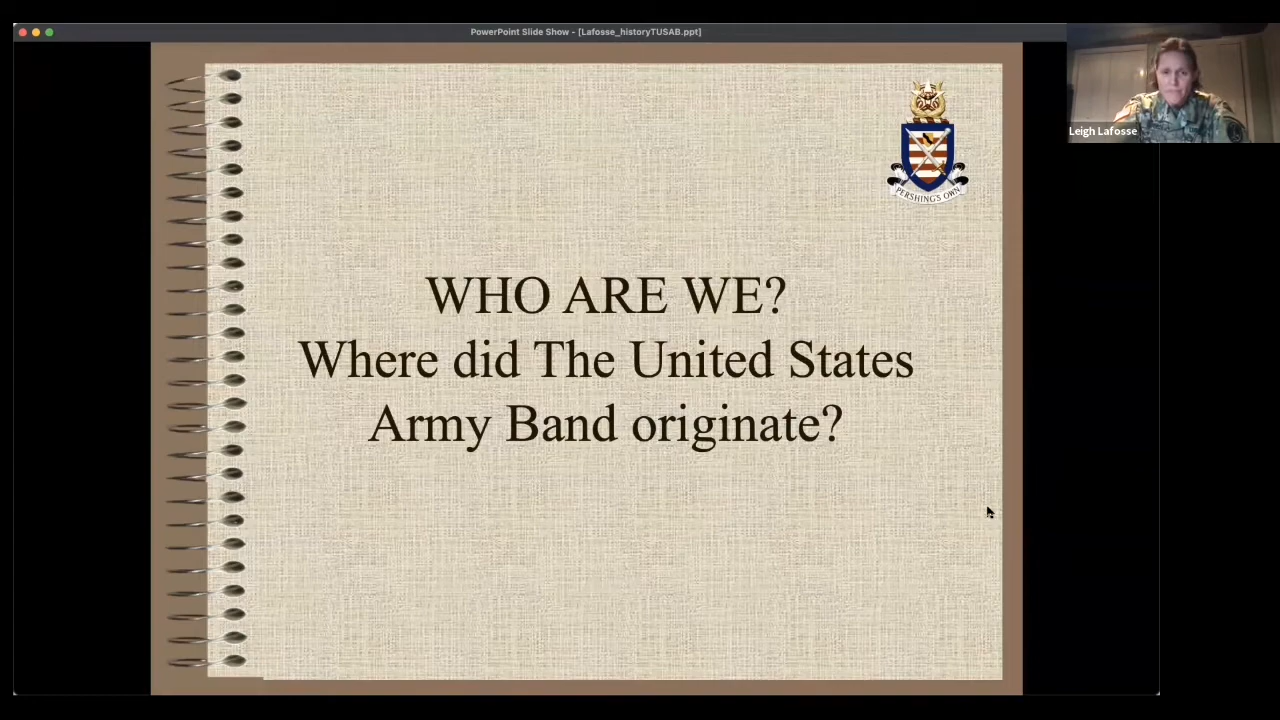 PowerPoint Slide Show - [Lafosse_historyTUSAB.ppt]
Leigh Lafosse
PERSHING'S OWN
WHO ARE WE?
Where did The United States
Army Band originate?